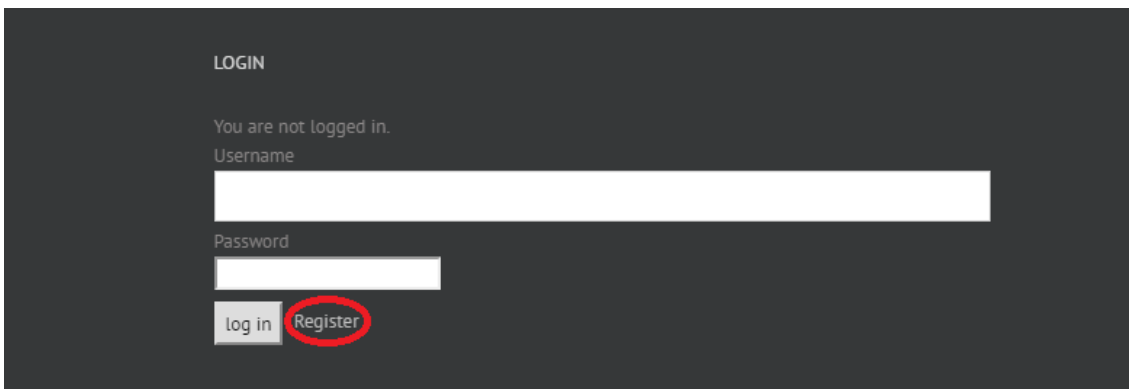 LOGIN
You are not logged in.
Username
Password
log in Register